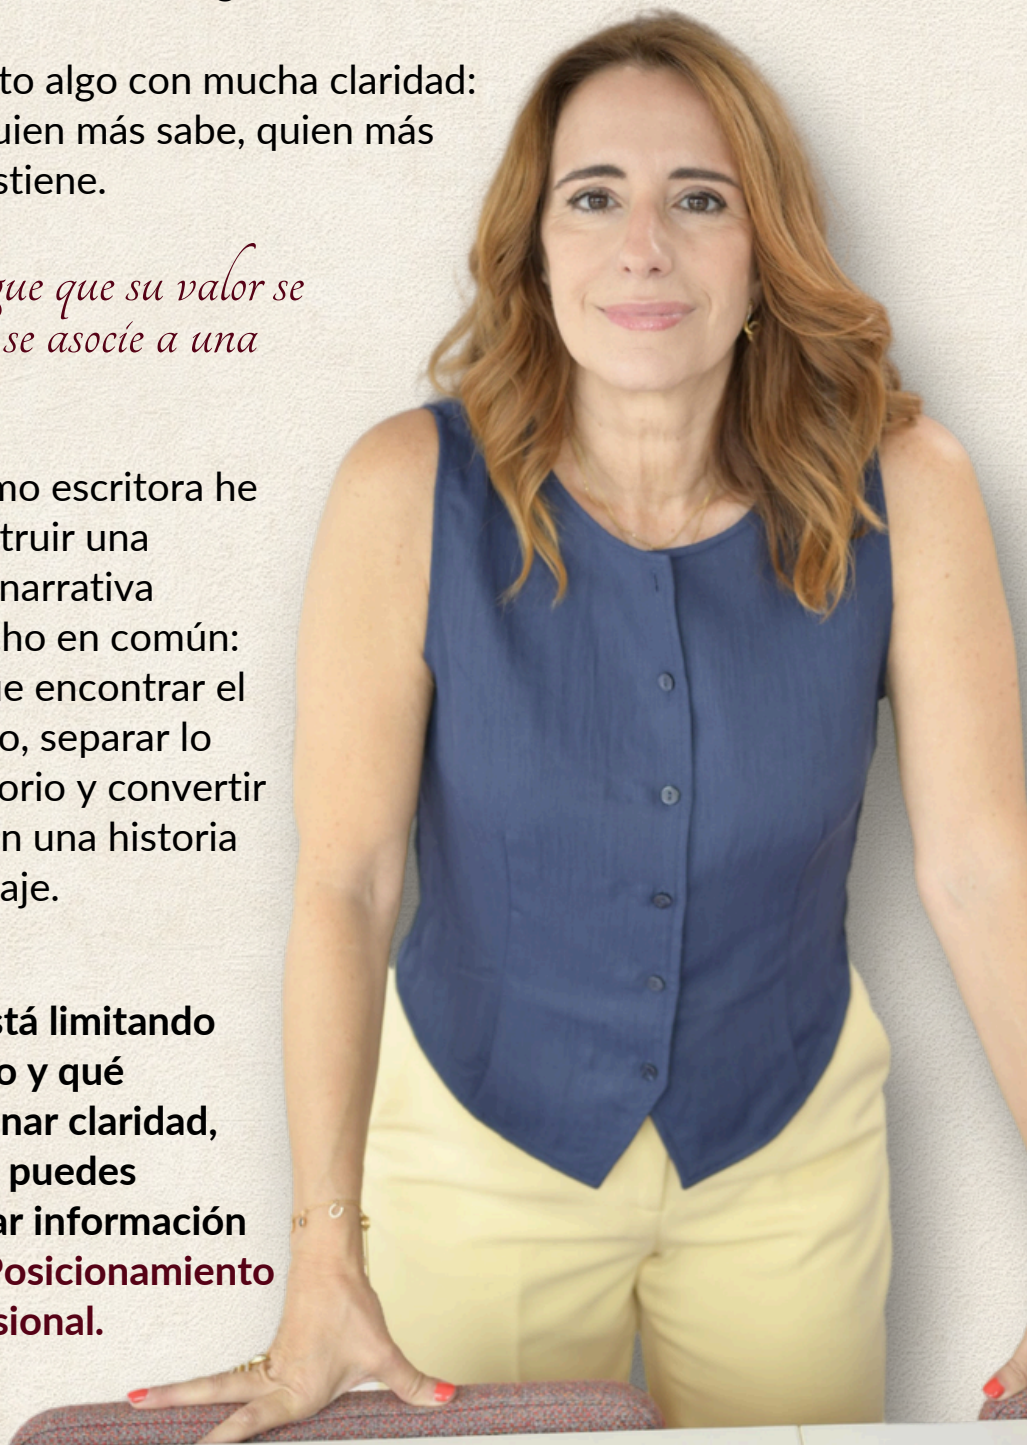 to algo con mucha claridad:
uien más sabe, quien más
stiene.
gue que su valor se
se asocie a una
mo escritora he
truir una
narrativa
ho en común:
ue encontrar el
o, separar lo
orio y convertir
n una historia
aje.
stá limitando
o y qué
nar claridad,
puedes
ar información
Posicionamiento
sional.